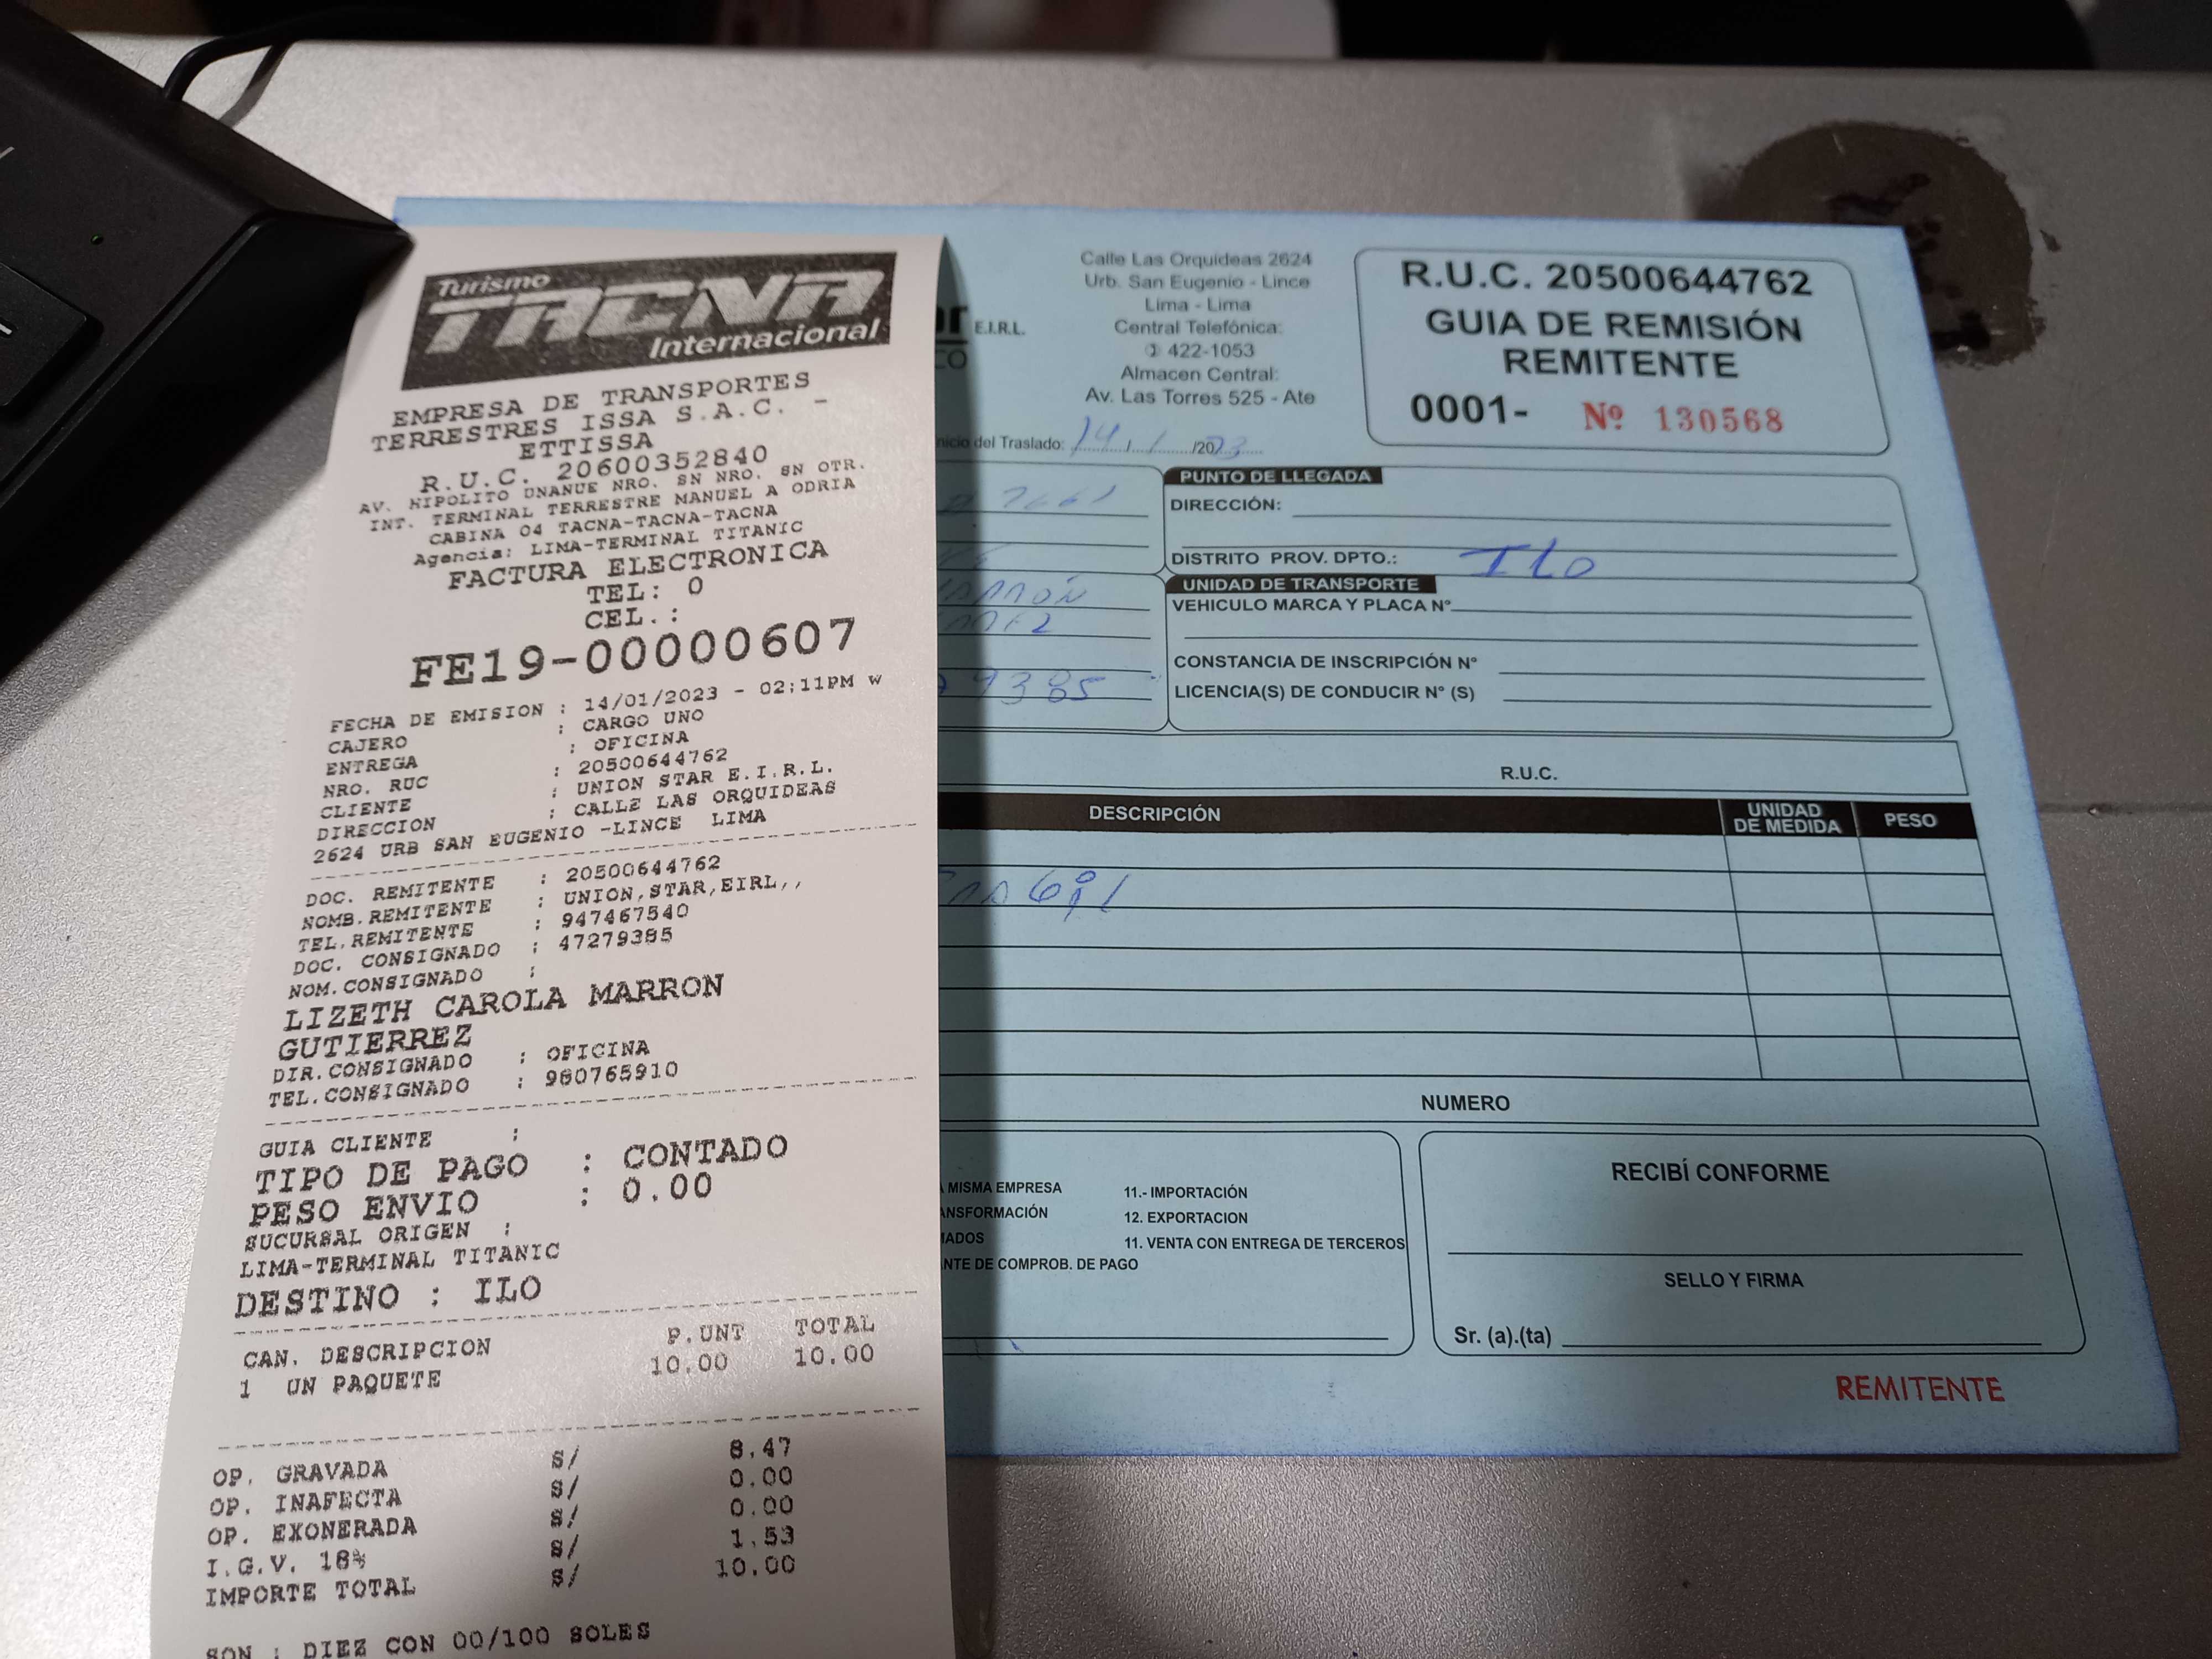 Turismo
TACNA
Internacional
EMPRESA DE TRANSPORTES
TERRESTRES ISSA S.A.C. -
ETTISSA
R.U.C. 20600352840
AV. HIPOLITO UNANUE NRO. SN NRO. SN OTR.
INT. TERMINAL TERRESTRE MANUEL A ODRIA
CABINA 04 TACNA-TACNA-TACNA
Agencia: LIMA-TERMINAL TITANIC
FACTURA ELECTRONICA
TEL: 0
CEL.:
FE19-00000607
FECHA DE EMISION : 14/01/2023 - 02:11PM w
CAJERO : CARGO UNO
ENTREGA : OFICINA
NRO. RUC : 20500644762
CLIENTE : UNION STAR E.I.R.L.
DIRECCION : CALLE LAS ORQUIDEAS
2624 URB SAN EUGENIO -LINCE LIMA
DOC. REMITENTE : 20500644762
NOMB.REMITENTE : UNION,STAR,EIRL,,
TEL.REMITENTE : 947467540
DOC. CONSIGNADO : 47279385
NOM.CONSIGNADO :
LIZETH CAROLA MARRON
GUTIERREZ
DIR.CONSIGNADO : OFICINA
TEL.CONSIGNADO : 980765910
GUIA CLIENTE :
TIPO DE PAGO : CONTADO
PESO ENVIO : 0.00
SUCURSAL ORIGEN :
LIMA-TERMINAL TITANIC
DESTINO : ILO
CAN. DESCRIPCION P.UNT TOTAL
1 UN PAQUETE 10.00 10.00
OP. GRAVADA S/ 8.47
OP. INAFECTA S/ 0.00
OP. EXONERADA S/ 0.00
I.G.V. 18% S/ 1.53
IMPORTE TOTAL S/ 10.00
SON : DIEZ CON 00/100 SOLES
E.I.R.L.
Calle Las Orquideas 2624
Urb. San Eugenio - Lince
Lima - Lima
Central Telefónica:
422-1053
Almacen Central:
Av. Las Torres 525 - Ate
R.U.C. 20500644762
GUIA DE REMISIÓN
REMITENTE
0001- Nº 130568
del Traslado: 14/1/2023
PUNTO DE LLEGADA
DIRECCIÓN:
DISTRITO PROV. DPTO.: ILO
UNIDAD DE TRANSPORTE
VEHICULO MARCA Y PLACA N°
CONSTANCIA DE INSCRIPCIÓN N°
LICENCIA(S) DE CONDUCIR N° (S)
9385
R.U.C.
DESCRIPCIÓN
UNIDAD
DE MEDIDA
PESO
NUMERO
MISMA EMPRESA
11.- IMPORTACIÓN
12. EXPORTACION
11. VENTA CON ENTREGA DE TERCEROS
DE COMPROB. DE PAGO
RECIBÍ CONFORME
SELLO Y FIRMA
Sr. (a).(ta)
REMITENTE